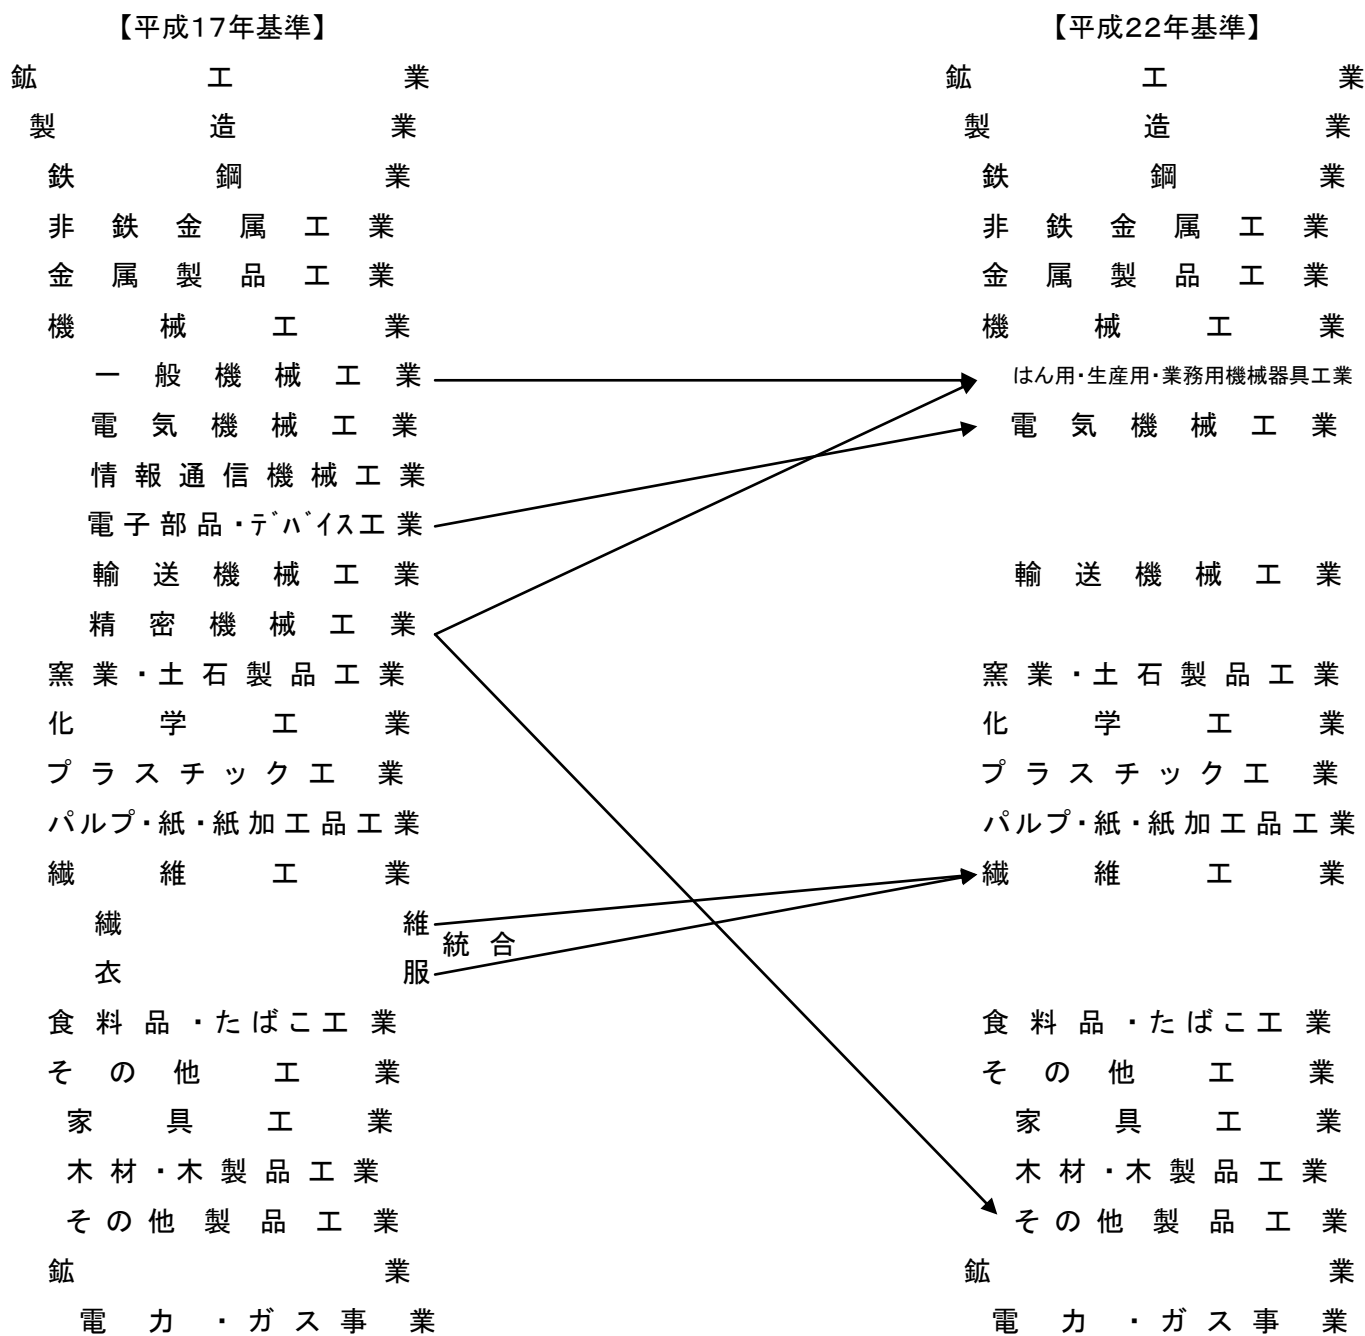 【平成17年基準】 【平成22年基準】
鉱工業 鉱工業
製造業 製造業
鉄鋼業 鉄鋼業
非鉄金属工業 非鉄金属工業
金属製品工業 金属製品工業
機械工業 機械工業
一般機械工業 はん用・生産用・業務用機械器具工業
電気機械工業 電気機械工業
情報通信機械工業
電子部品・ﾃﾞﾊﾞｲｽ工業
輸送機械工業 輸送機械工業
精密機械工業
窯業・土石製品工業 窯業・土石製品工業
化学工業 化学工業
プラスチック工業 プラスチック工業
パルプ・紙・紙加工品工業 パルプ・紙・紙加工品工業
繊維工業 繊維工業
繊維
統合
衣服
食料品・たばこ工業 食料品・たばこ工業
その他工業 その他工業
家具工業 家具工業
木材・木製品工業 木材・木製品工業
その他製品工業 その他製品工業
鉱業 鉱業
電力・ガス事業 電力・ガス事業